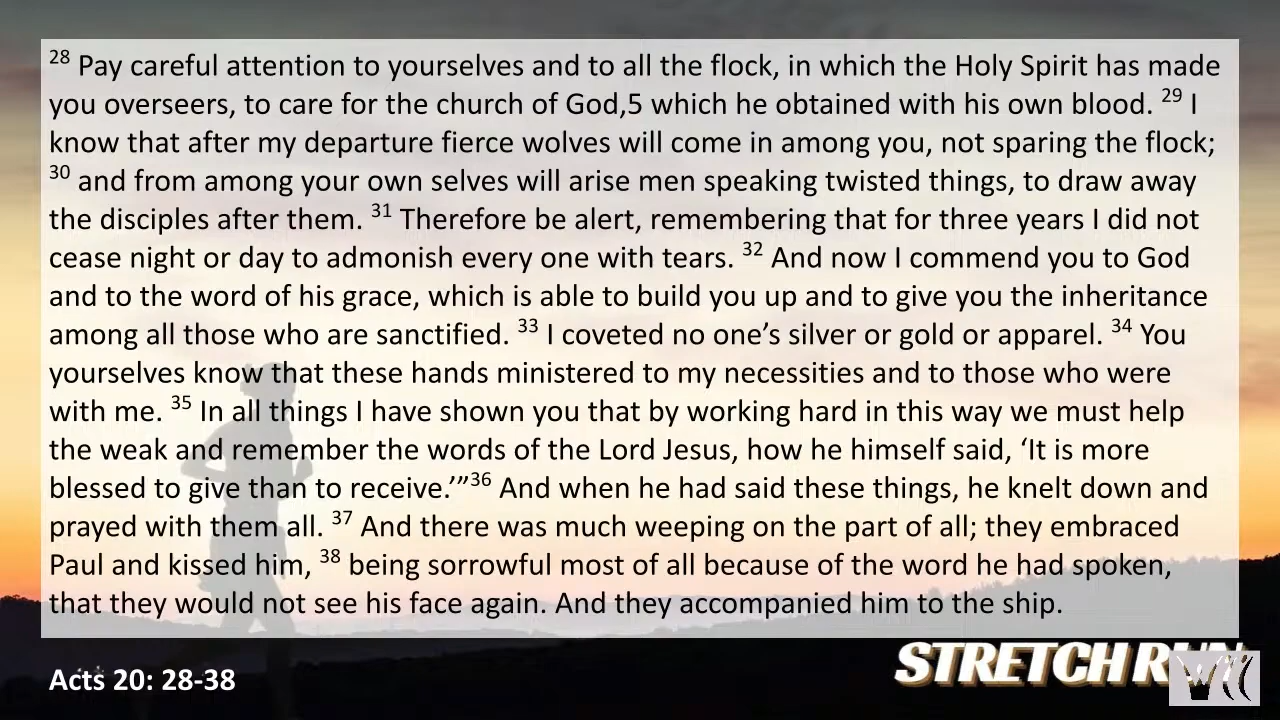 28 Pay careful attention to yourselves and to all the flock, in which the Holy Spirit has made
you overseers, to care for the church of God,5 which he obtained with his own blood. 29 I
know that after my departure fierce wolves will come in among you, not sparing the flock;
30 and from among your own selves will arise men speaking twisted things, to draw away
the disciples after them. 31 Therefore be alert, remembering that for three years I did not
cease night or day to admonish every one with tears. 32 And now I commend you to God
and to the word of his grace, which is able to build you up and to give you the inheritance
among all those who are sanctified. 33 I coveted no one’s silver or gold or apparel. 34 You
yourselves know that these hands ministered to my necessities and to those who were
with me. 35 In all things I have shown you that by working hard in this way we must help
the weak and remember the words of the Lord Jesus, how he himself said, ‘It is more
blessed to give than to receive.’”36 And when he had said these things, he knelt down and
prayed with them all. 37 And there was much weeping on the part of all; they embraced
Paul and kissed him, 38 being sorrowful most of all because of the word he had spoken,
that they would not see his face again. And they accompanied him to the ship.
STRETCH RUN
Acts 20: 28-38